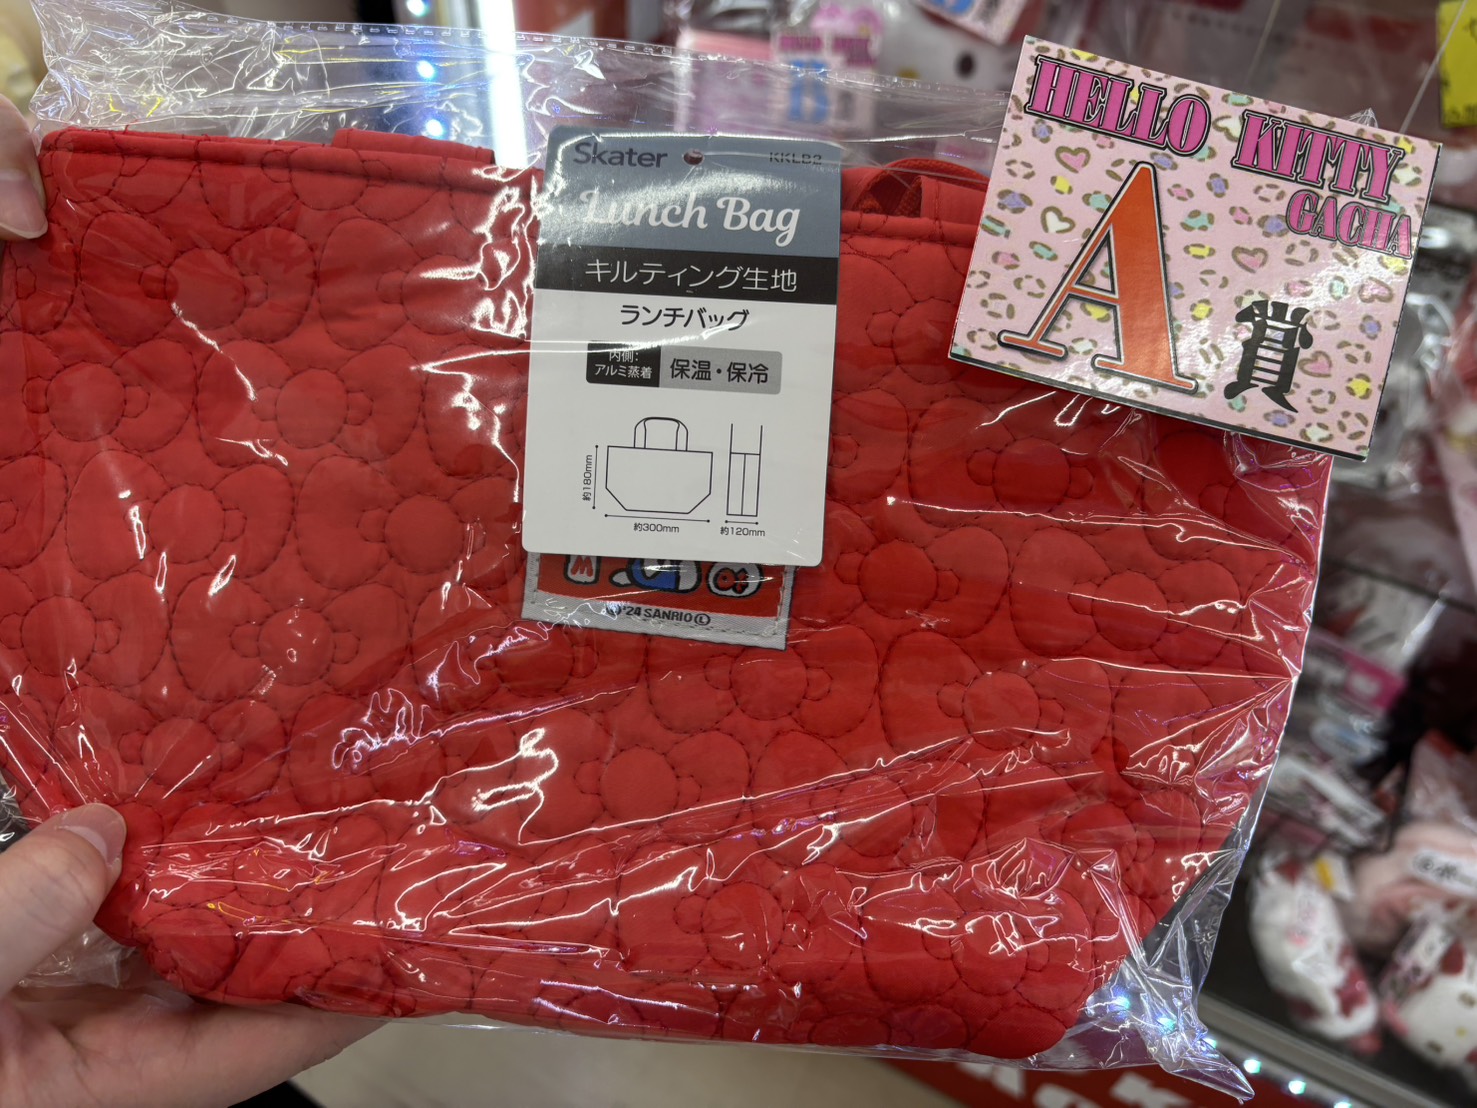 Skater
KKLB2
Lunch Bag
キルティング生地
ランチバッグ
内側:
アルミ蒸着
保温・保冷
約180mm
約300mm
約120mm
'24 SANRIO Ⓛ
HELLO KITTY
GACHA
A賞